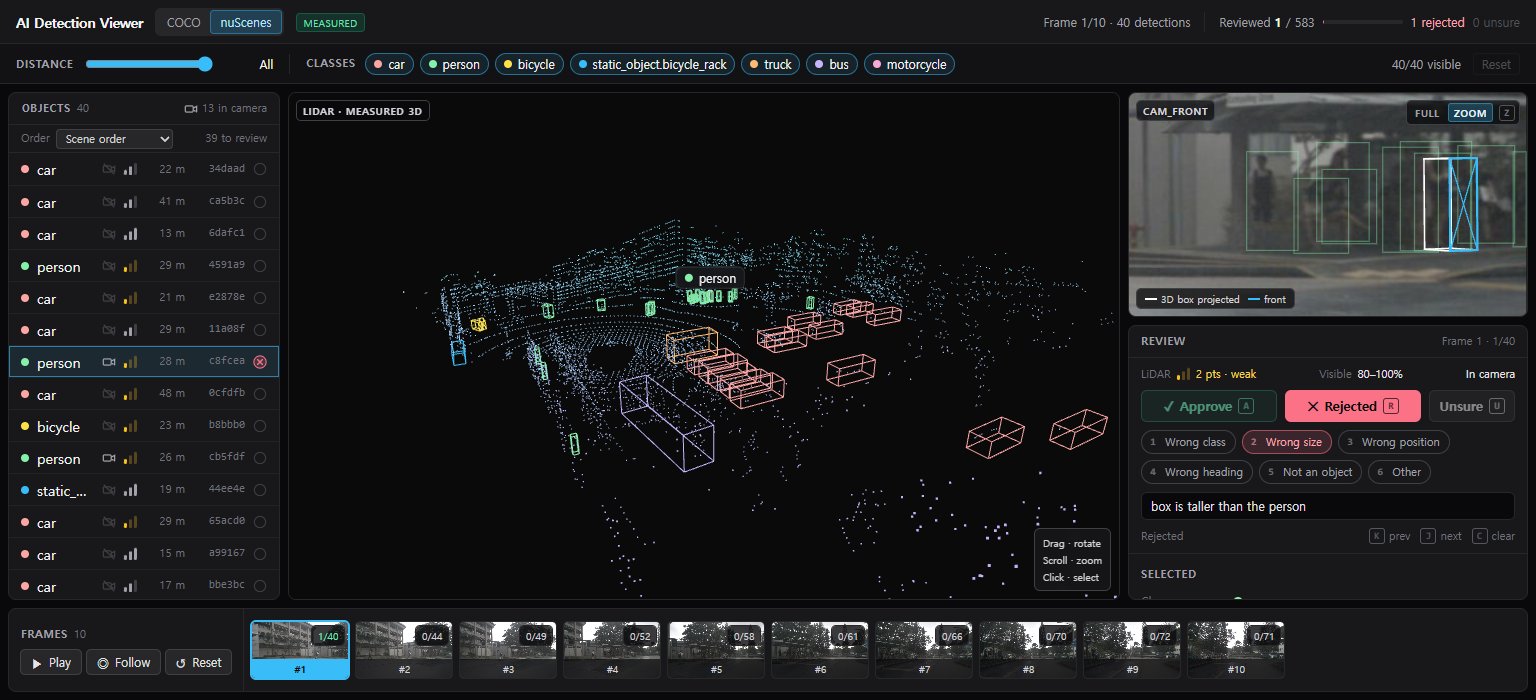 AI Detection Viewer COCO nuScenes MEASURED Frame 1/10 · 40 detections Reviewed 1 / 583 1 rejected 0 unsure
DISTANCE All CLASSES car person bicycle static_object.bicycle_rack truck bus motorcycle 40/40 visible Reset
OBJECTS 40 13 in camera
Order Scene order 39 to review
car 22 m 34daad
car 41 m ca5b3c
car 13 m 6dafc1
person 29 m 4591a9
car 21 m e2878e
car 29 m 11a08f
person 28 m c8fcea
car 48 m 0cfdfb
bicycle 23 m b8bbb0
person 26 m cb5fdf
static_... 19 m 44ee4e
car 29 m 65acd0
car 15 m a99167
car 17 m bbe3bc
LIDAR · MEASURED 3D
person
Drag · rotate
Scroll · zoom
Click · select
CAM_FRONT FULL ZOOM Z
3D box projected front
REVIEW Frame 1 · 1/40
LiDAR 2 pts · weak Visible 80–100% In camera
✓ Approve A ✕ Rejected R Unsure U
1 Wrong class 2 Wrong size 3 Wrong position
4 Wrong heading 5 Not an object 6 Other
box is taller than the person
Rejected K prev J next C clear
SELECTED
FRAMES 10
Play Follow Reset
1/40 0/44 0/49 0/52 0/58 0/61 0/66 0/70 0/72 0/71
#1 #2 #3 #4 #5 #6 #7 #8 #9 #10